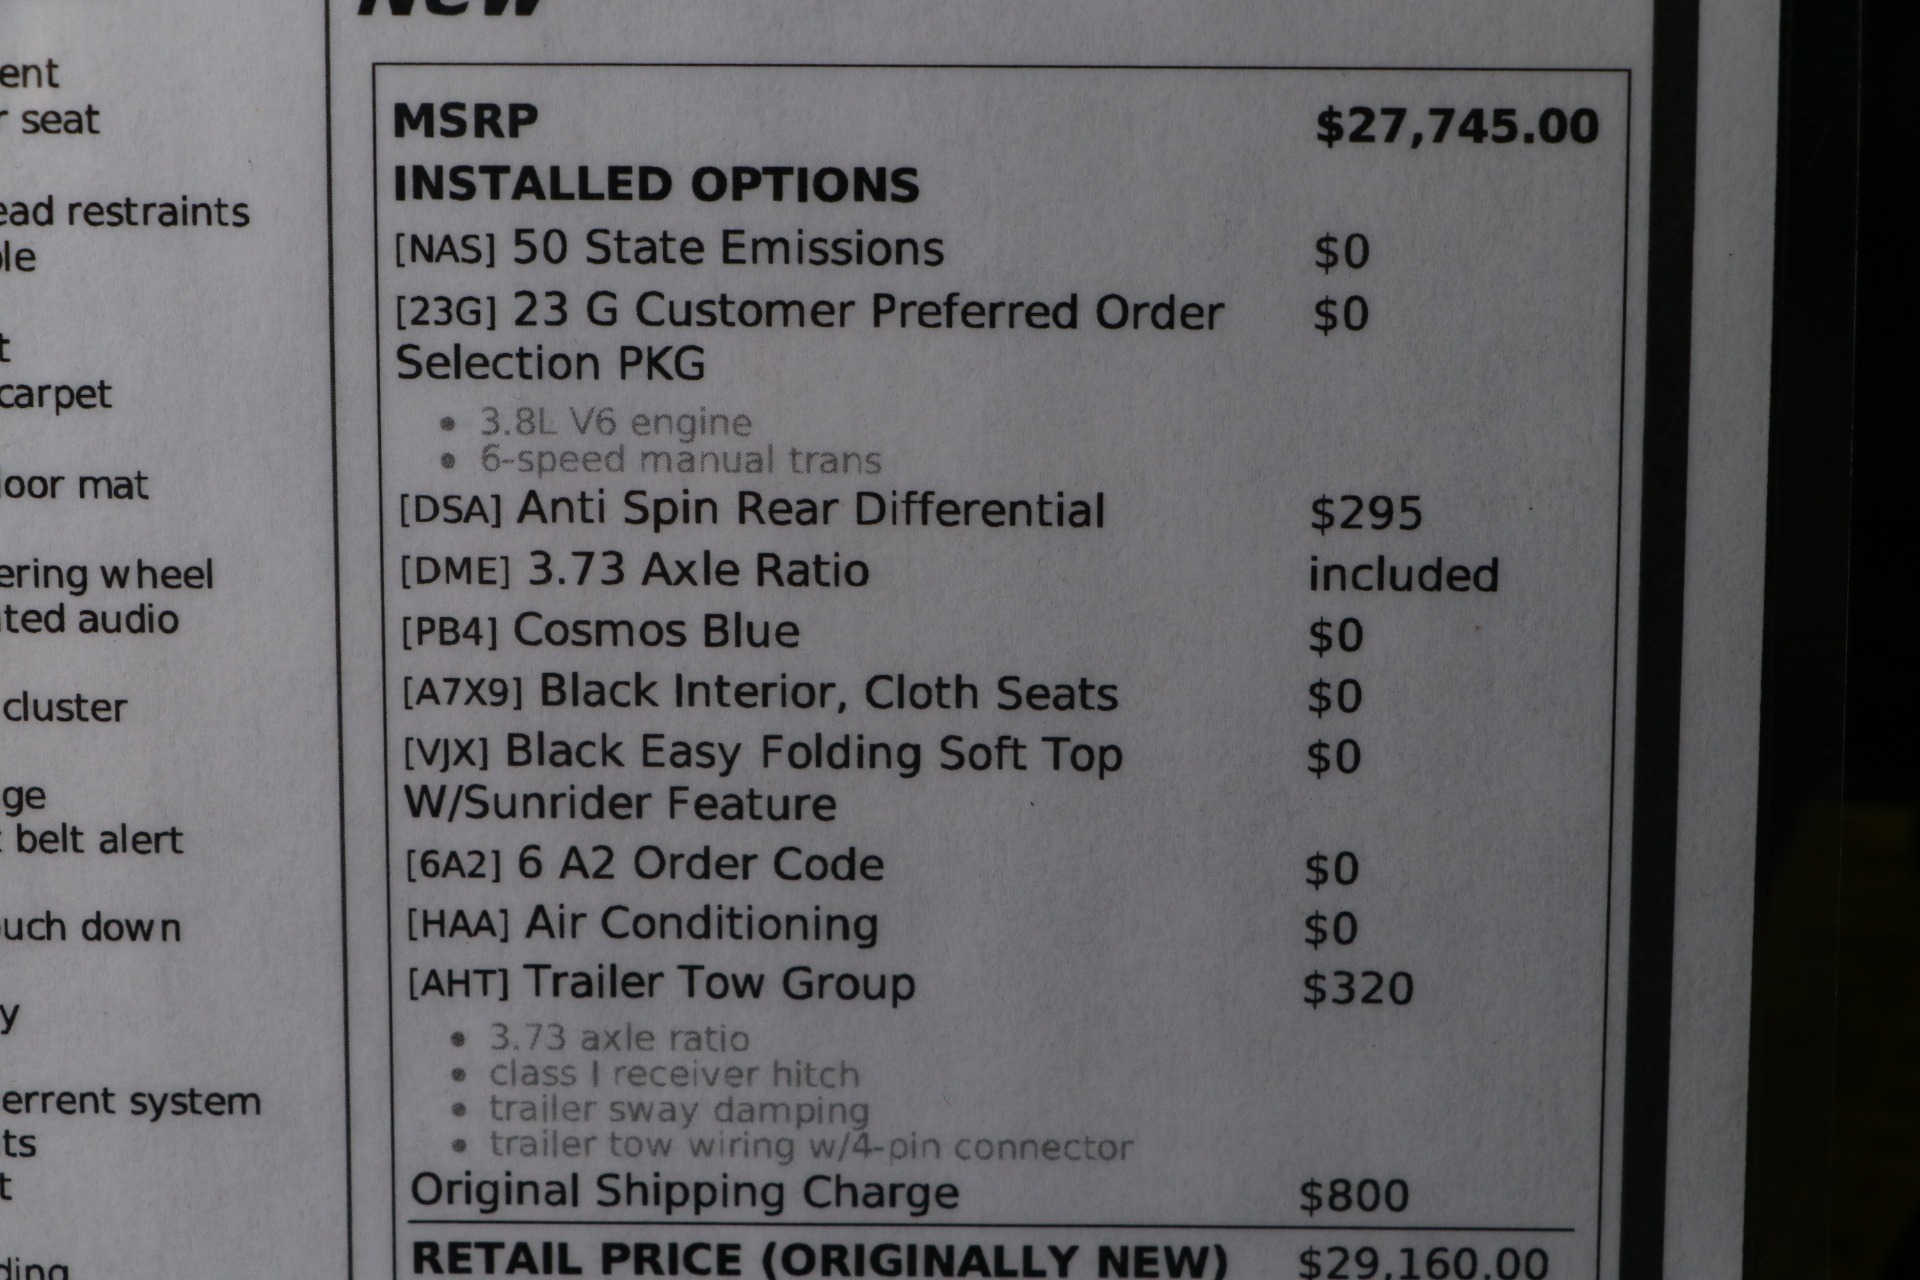 New
ent
r seat
ead restraints
ble
t
carpet
loor mat
ering wheel
ted audio
cluster
ge
t belt alert
ouch down
y
errent system
ts
t
ding
MSRP $27,745.00
INSTALLED OPTIONS
[NAS] 50 State Emissions $0
[23G] 23 G Customer Preferred Order $0
Selection PKG
• 3.8L V6 engine
• 6-speed manual trans
[DSA] Anti Spin Rear Differential $295
[DME] 3.73 Axle Ratio included
[PB4] Cosmos Blue $0
[A7X9] Black Interior, Cloth Seats $0
[VJX] Black Easy Folding Soft Top $0
W/Sunrider Feature
[6A2] 6 A2 Order Code $0
[HAA] Air Conditioning $0
[AHT] Trailer Tow Group $320
• 3.73 axle ratio
• class I receiver hitch
• trailer sway damping
• trailer tow wiring w/4-pin connector
Original Shipping Charge $800
RETAIL PRICE (ORIGINALLY NEW) $29,160.00